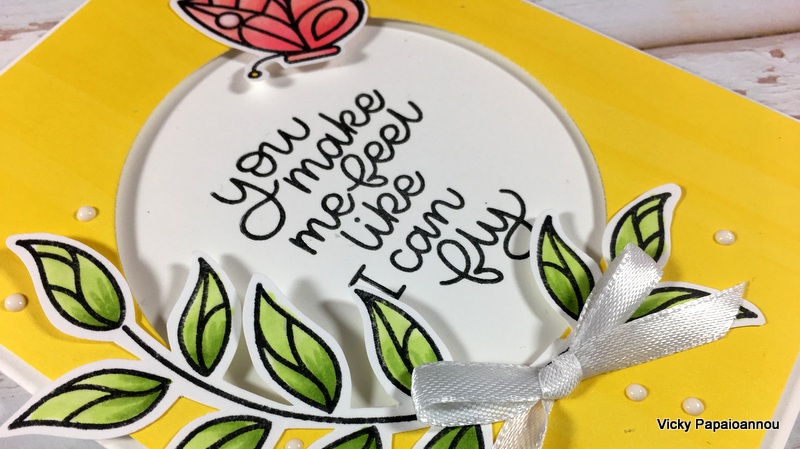 You
make
me feel
like
I can
fly
Vicky Papaioannou